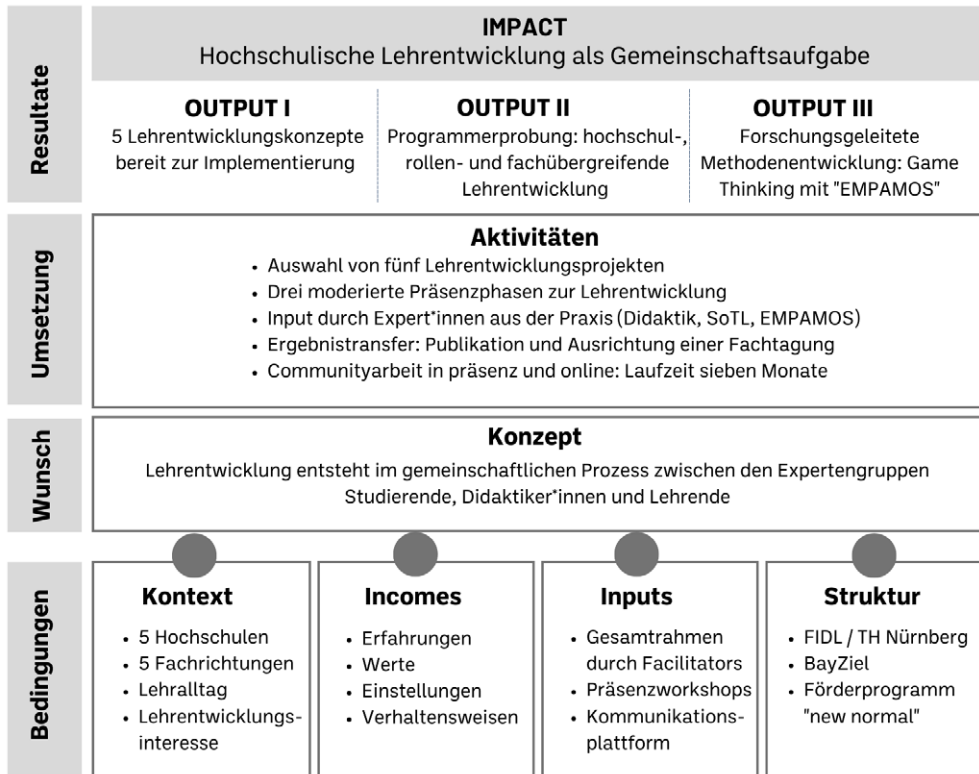 Resultate
IMPACT
Hochschulische Lehrentwicklung als Gemeinschaftsaufgabe
OUTPUT I
5 Lehrentwicklungskonzepte
bereit zur Implementierung
OUTPUT II
Programmerprobung: hochschul-,
rollen- und fachübergreifende
Lehrentwicklung
OUTPUT III
Forschungsgeleitete
Methodenentwicklung: Game
Thinking mit "EMPAMOS"
Umsetzung
Aktivitäten
• Auswahl von fünf Lehrentwicklungsprojekten
• Drei moderierte Präsenzphasen zur Lehrentwicklung
• Input durch Expert*innen aus der Praxis (Didaktik, SoTL, EMPAMOS)
• Ergebnistransfer: Publikation und Ausrichtung einer Fachtagung
• Communityarbeit in präsenz und online: Laufzeit sieben Monate
Wunsch
Konzept
Lehrentwicklung entsteht im gemeinschaftlichen Prozess zwischen den Expertengruppen
Studierende, Didaktiker*innen und Lehrende
Bedingungen
Kontext
• 5 Hochschulen
• 5 Fachrichtungen
• Lehralltag
• Lehrentwicklungs-
interesse
Incomes
• Erfahrungen
• Werte
• Einstellungen
• Verhaltensweisen
Inputs
• Gesamtrahmen
durch Facilitators
• Präsenzworkshops
• Kommunikations-
plattform
Struktur
• FIDL / TH Nürnberg
• BayZiel
• Förderprogramm
"new normal"